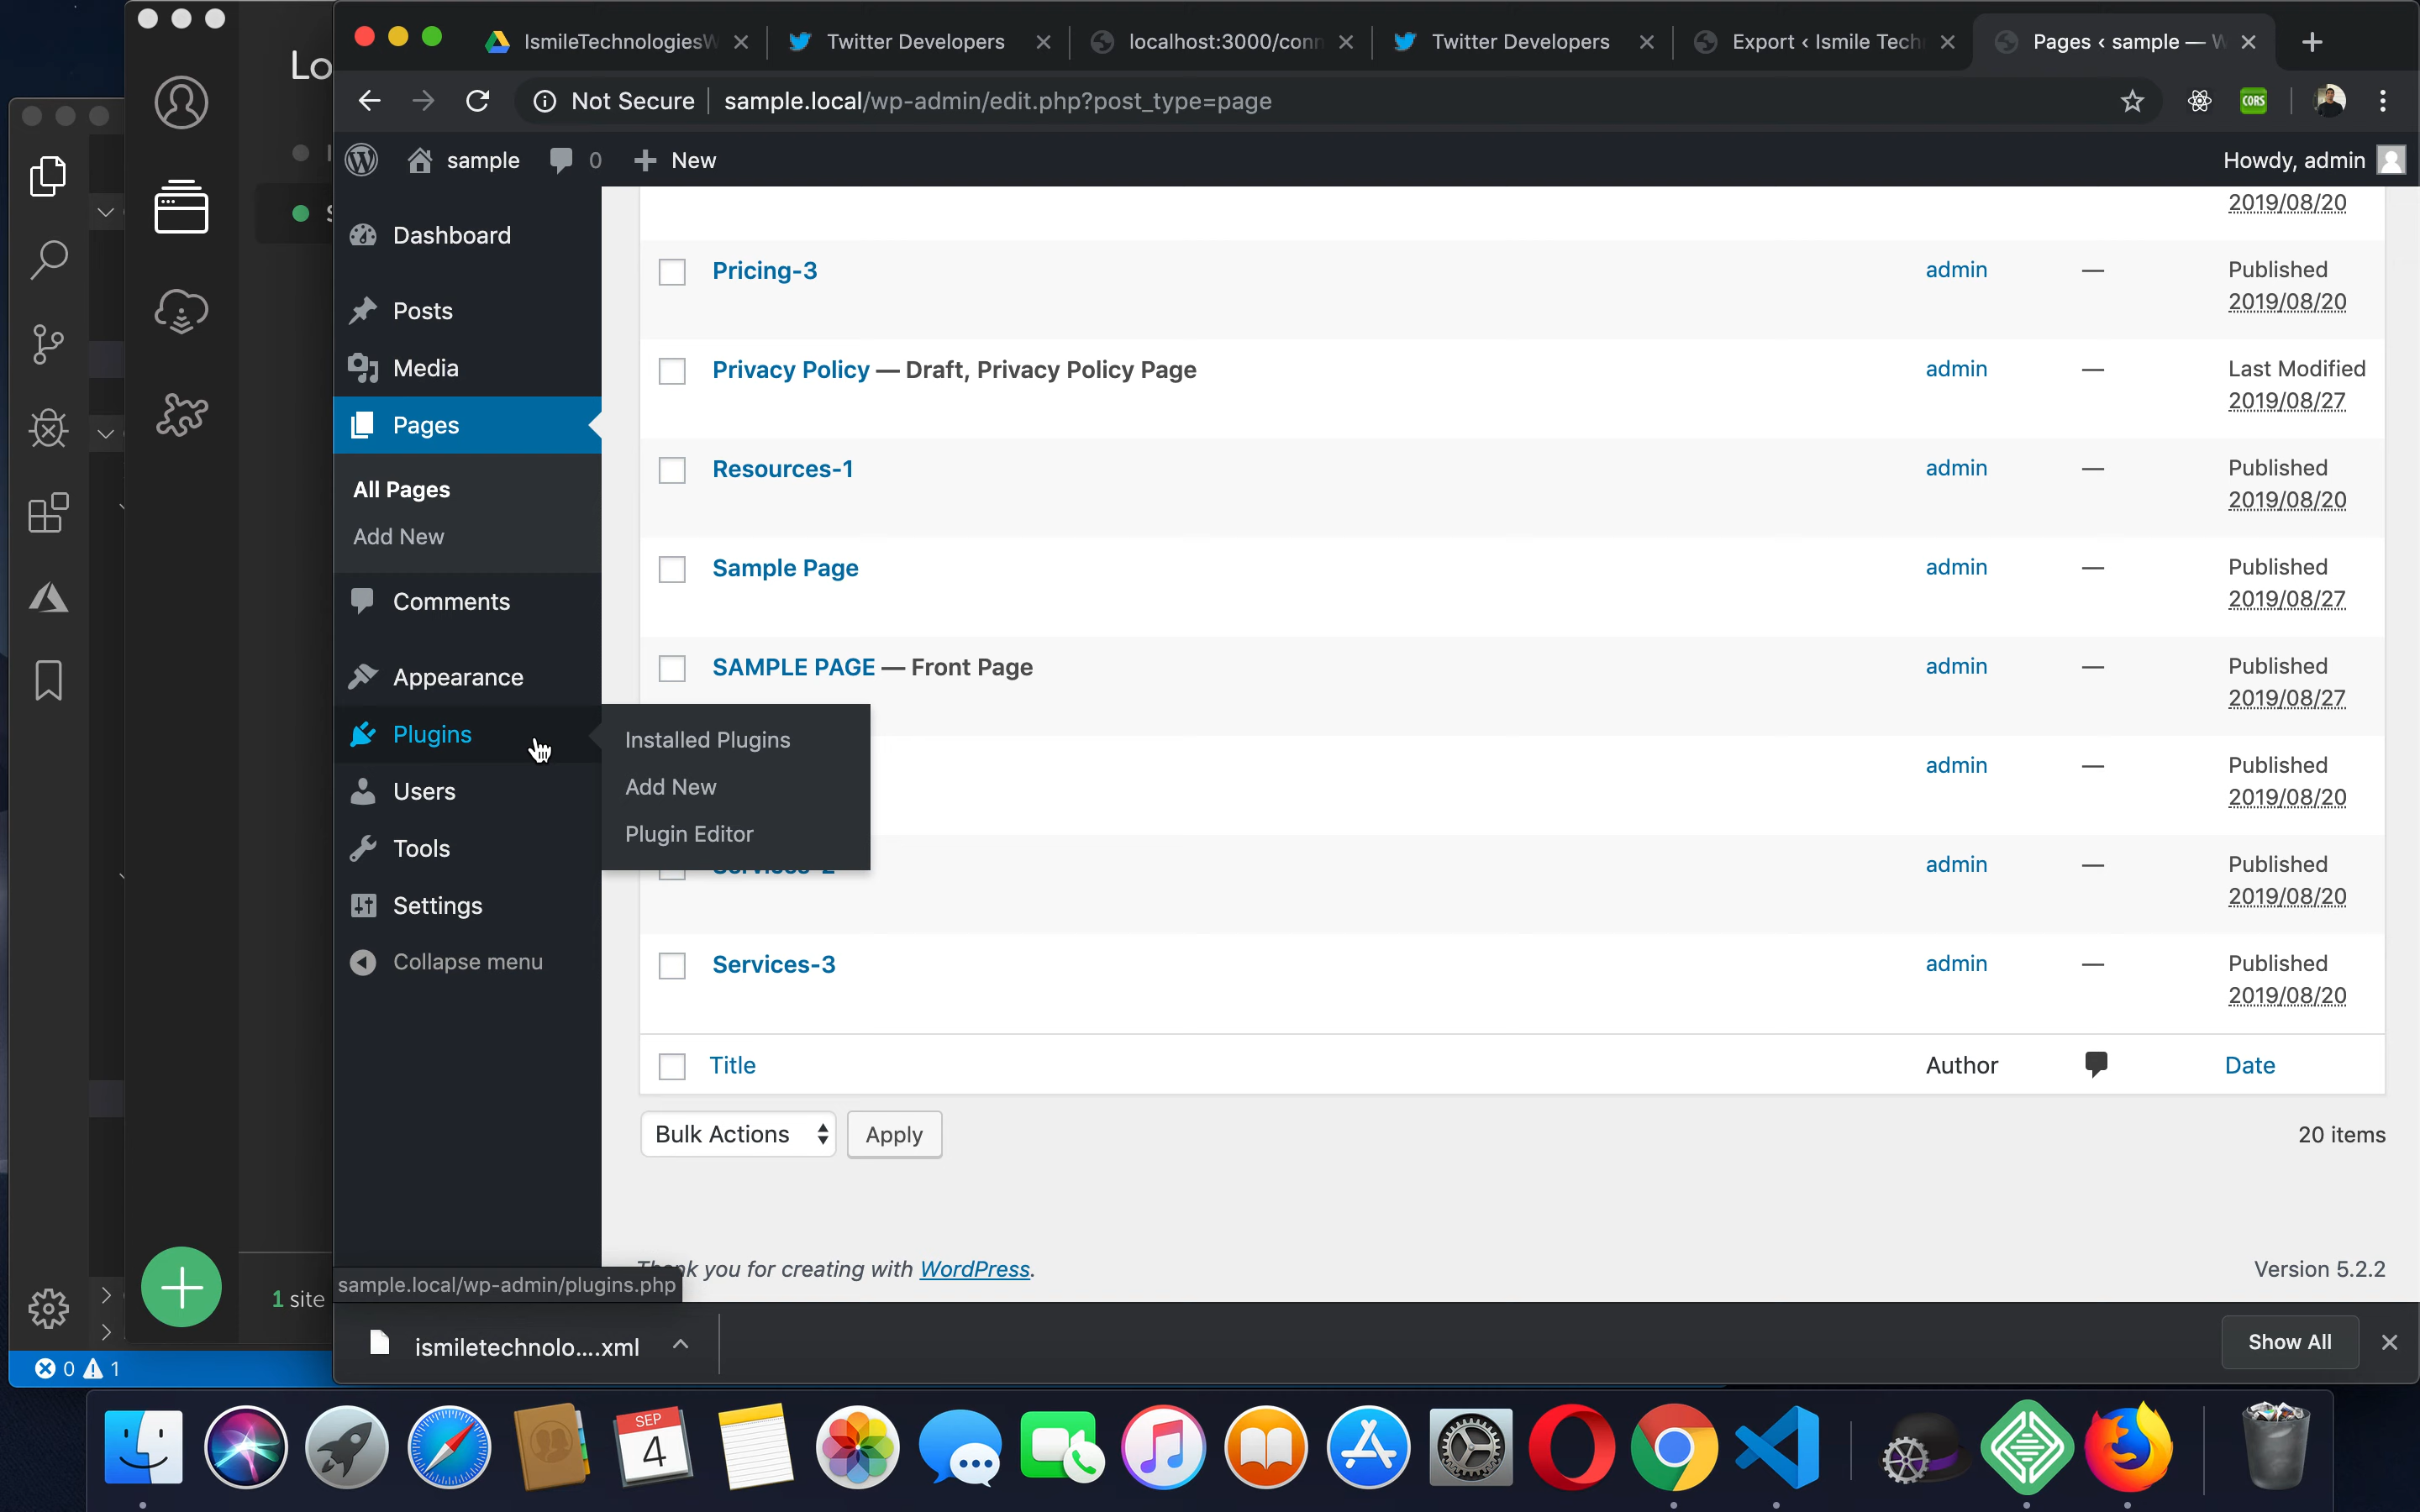 IsmileTechnologiesW
Twitter Developers
localhost:3000/conn
Twitter Developers
Export ‹ Ismile Tech
Pages ‹ sample — W
Not Secure
sample.local/wp-admin/edit.php?post_type=page
CORS
Lo
sample
0
New
Howdy, admin
Dashboard
Posts
Media
Pages
All Pages
Add New
Comments
Appearance
Plugins
Users
Tools
Settings
Collapse menu
Installed Plugins
Add New
Plugin Editor
2019/08/20
Pricing-3 admin — Published
2019/08/20
Privacy Policy — Draft, Privacy Policy Page admin — Last Modified
2019/08/27
Resources-1 admin — Published
2019/08/20
Sample Page admin — Published
2019/08/27
SAMPLE PAGE — Front Page admin — Published
2019/08/27
admin — Published
2019/08/20
Services-2 admin — Published
2019/08/20
Services-3 admin — Published
2019/08/20
Title Author Date
Bulk Actions Apply 20 items
Thank you for creating with WordPress.
Version 5.2.2
sample.local/wp-admin/plugins.php
1 site
ismiletechnolo....xml
Show All
0 1
SEP
4